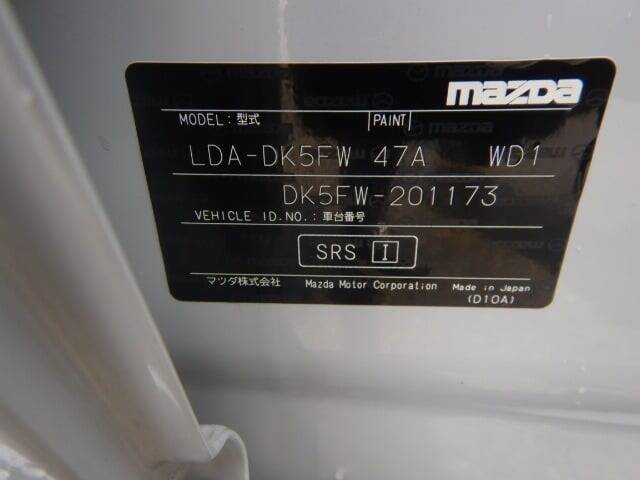 mazda
MODEL:型式 PAINT
LDA-DK5FW 47A WD1
DK5FW-201173
VEHICLE ID.NO.:車台番号
SRS I
マツダ株式会社 Mazda Motor Corporation Made in Japan
(D10A)